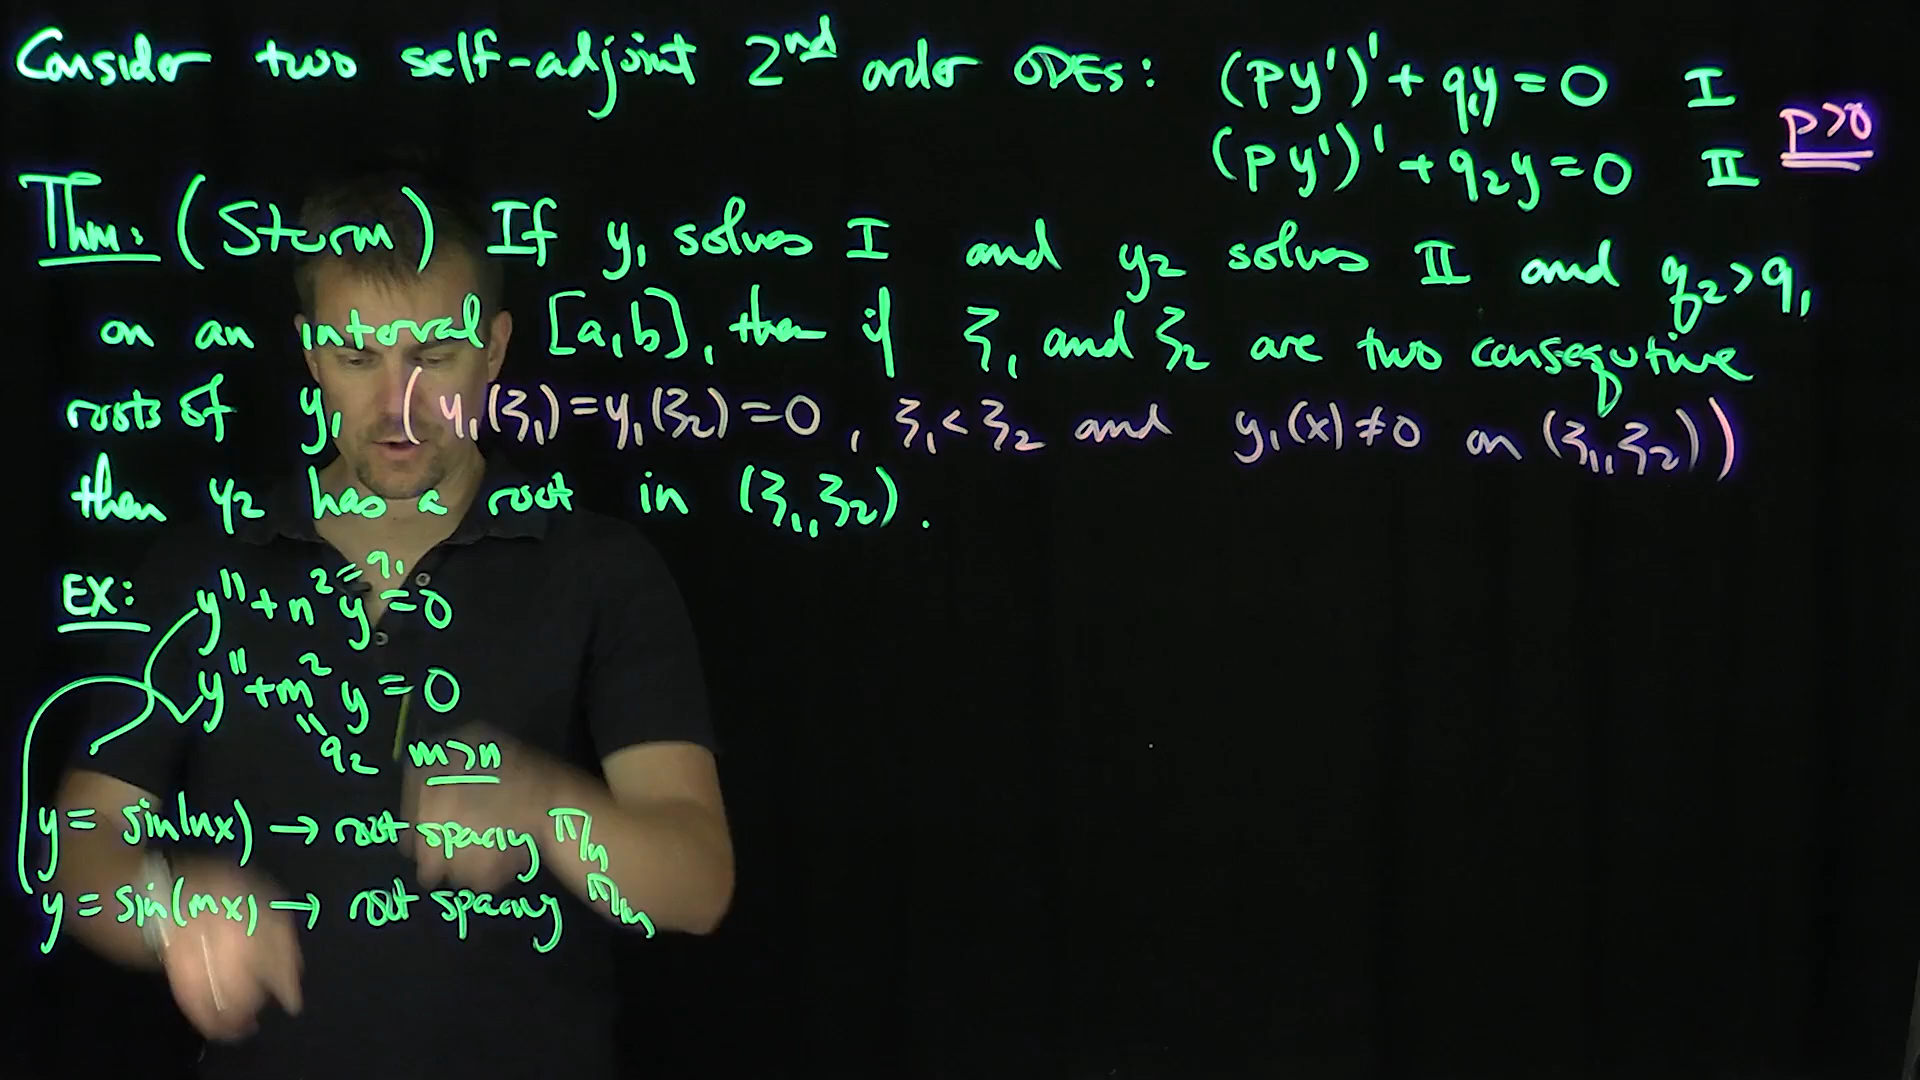 Consider two self-adjoint 2nd order ODEs: (py')' + q₁y = 0 I
(py')' + q₂y = 0 II p>0
Thm: (Sturm) If y₁ solves I and y₂ solves II and q₂>q₁
on an interval [a,b], then if ξ₁ and ξ₂ are two consequtive
roots of y₁ (y₁(ξ₁)=y₁(ξ₂)=0, ξ₁<ξ₂ and y₁(x)≠0 on (ξ₁,ξ₂))
then y₂ has a root in (ξ₁,ξ₂).
EX: y''+n²y=0 =q₁
y''+m²y=0
"q₂ m>n
y= sin(nx) → root spacing π/n
y = sin(mx) → root spacing π/m